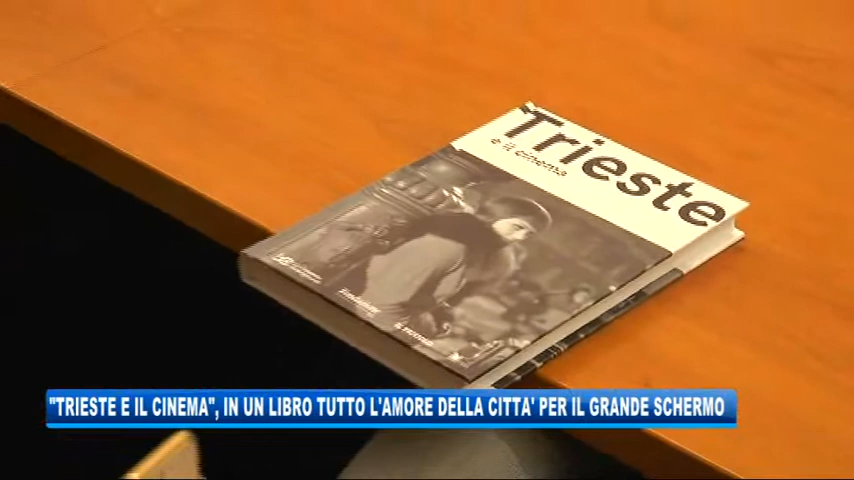 Trieste
e il cinema
"TRIESTE E IL CINEMA", IN UN LIBRO TUTTO L'AMORE DELLA CITTA' PER IL GRANDE SCHERMO